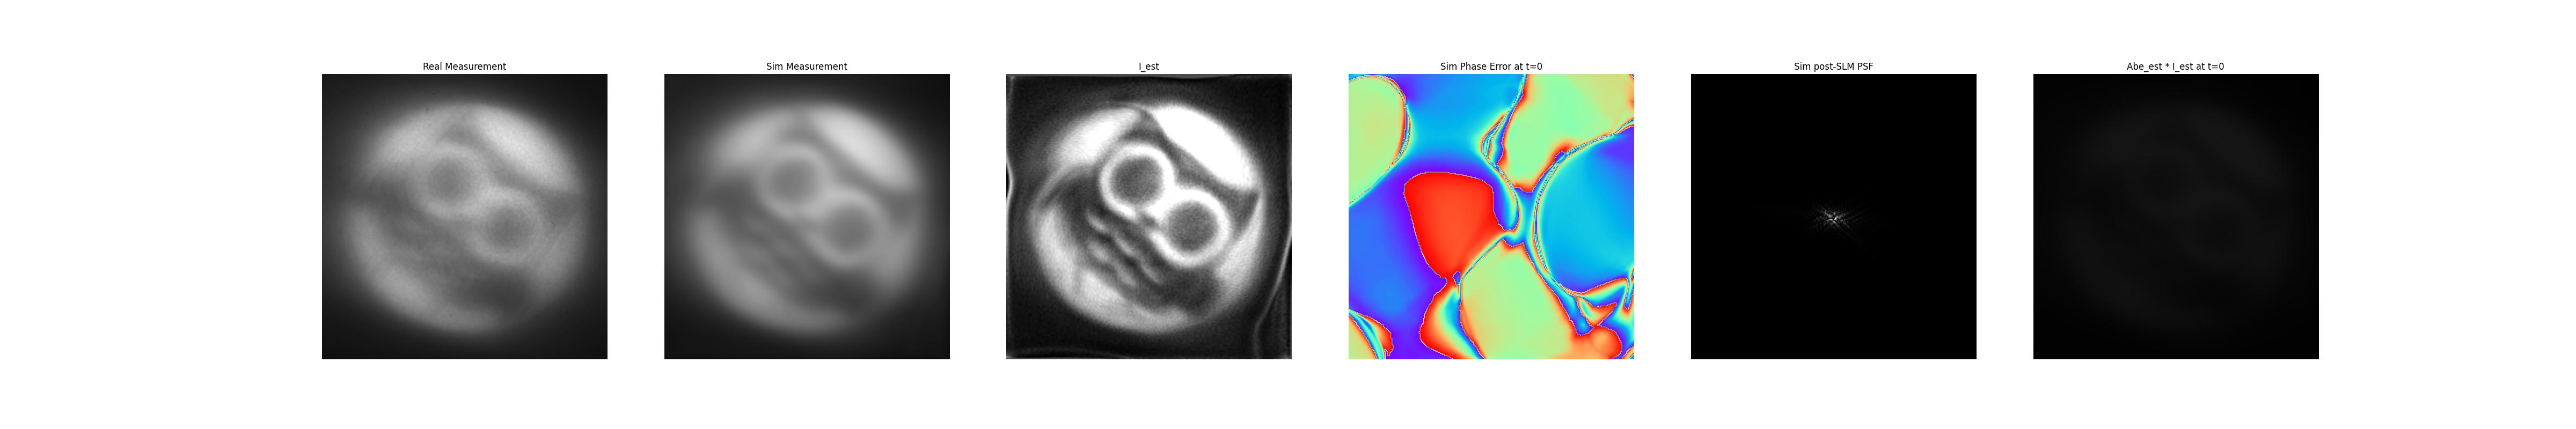 Real Measurement
Sim Measurement
I_est
Sim Phase Error at t=0
Sim post-SLM PSF
Abe_est * I_est at t=0